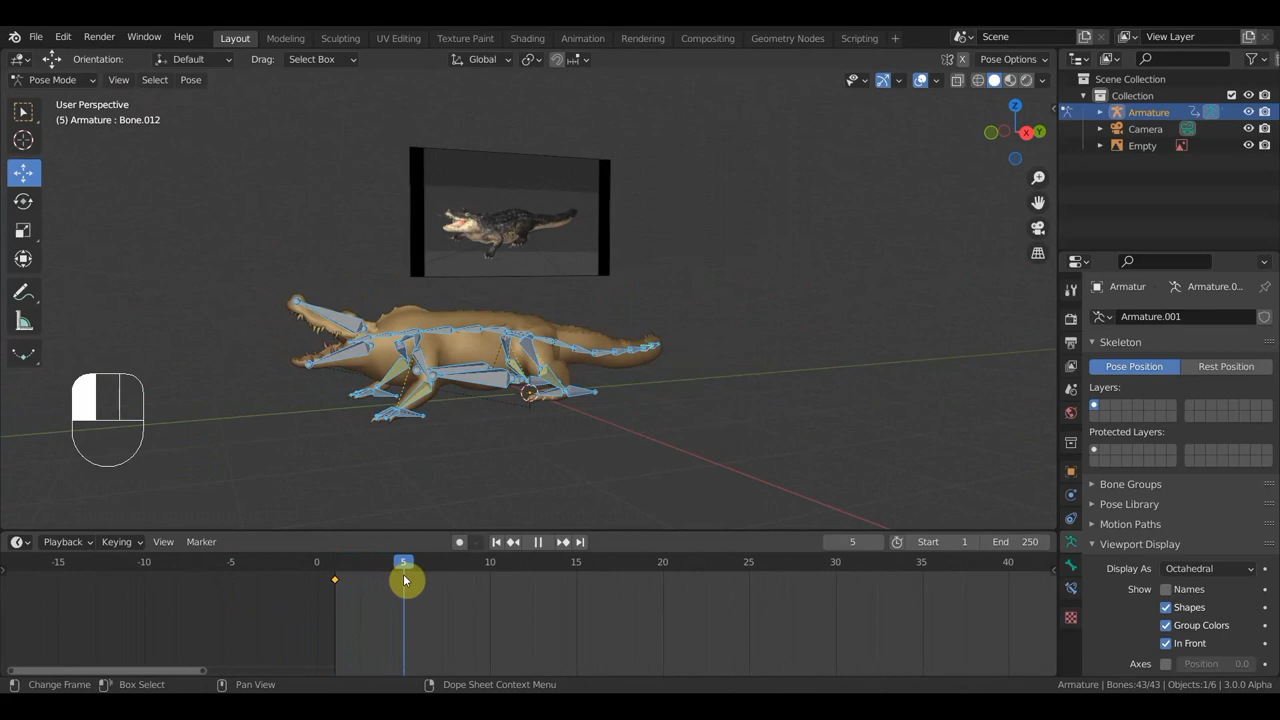 File Edit Render Window Help Layout Modeling Sculpting UV Editing Texture Paint Shading Animation Rendering Compositing Geometry Nodes Scripting + Scene View Layer
Orientation: Default Drag: Select Box Global X Pose Options
Pose Mode View Select Pose
User Perspective
(5) Armature : Bone.012
Z
X Y
Scene Collection
Collection
Armature
Camera
Empty
Armatur Armature.0...
Armature.001
Skeleton
Pose Position Rest Position
Layers:
Protected Layers:
Bone Groups
Pose Library
Motion Paths
Viewport Display
Display As Octahedral
Show Names
Shapes
Group Colors
In Front
Axes Position 0.0
Playback Keying View Marker 5 Start 1 End 250
-15 -10 -5 0 5 10 15 20 25 30 35 40
Change Frame Box Select Pan View Dope Sheet Context Menu Armature | Bones:43/43 | Objects:1/6 | 3.0.0 Alpha